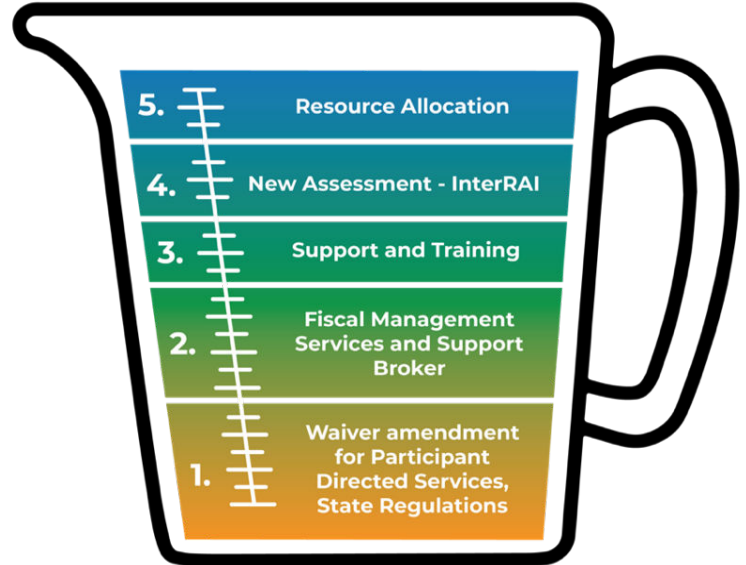 5. Resource Allocation
4. New Assessment - InterRAI
3. Support and Training
2. Fiscal Management
Services and Support
Broker
1. Waiver amendment
for Participant
Directed Services,
State Regulations